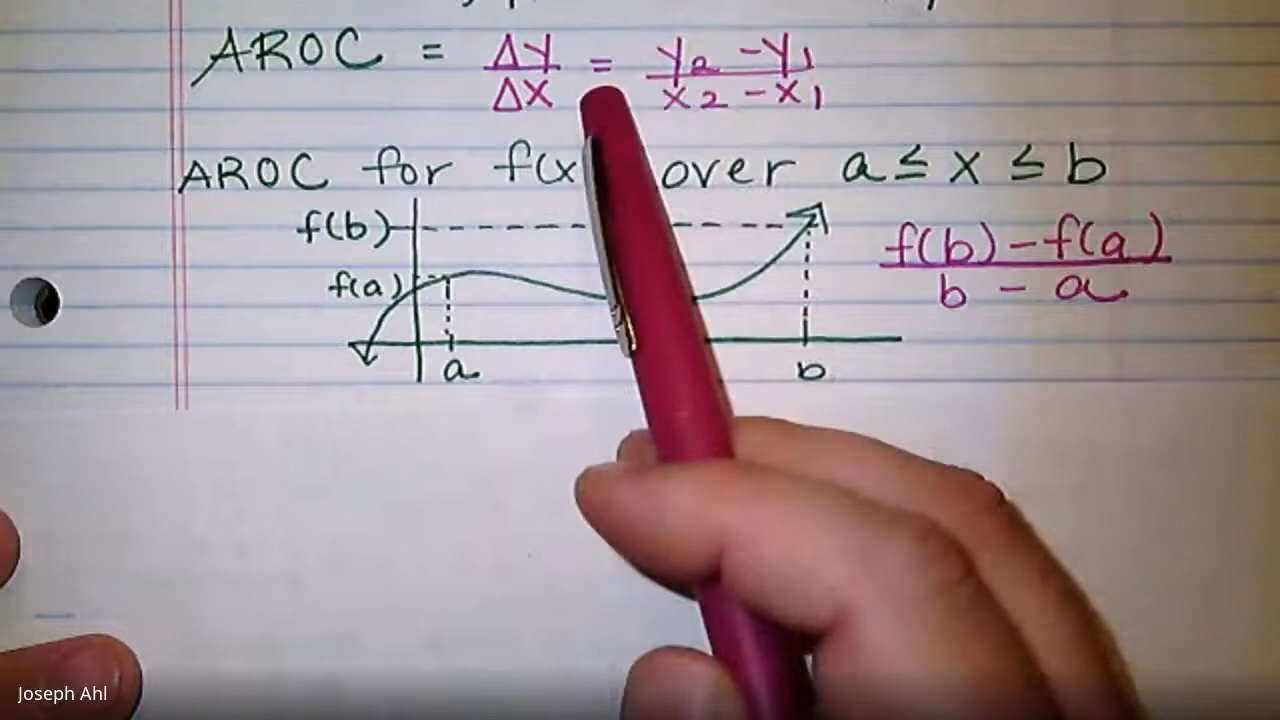 AROC = Δy/Δx = y₂ - y₁ / x₂ - x₁
AROC for f(x over a ≤ x ≤ b
f(b)
f(b) - f(a) / b - a
f(a)
a b
Joseph Ahl